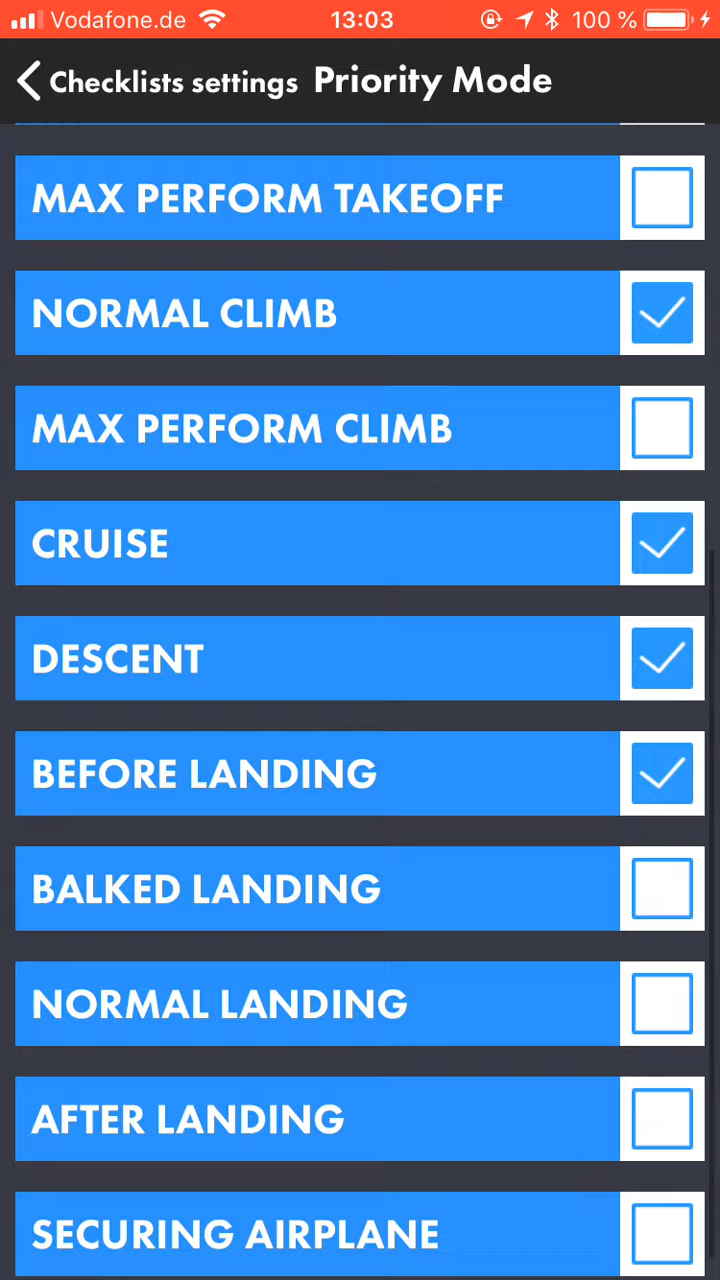 Vodafone.de 13:03 100 %
Checklists settings Priority Mode
MAX PERFORM TAKEOFF
NORMAL CLIMB
MAX PERFORM CLIMB
CRUISE
DESCENT
BEFORE LANDING
BALKED LANDING
NORMAL LANDING
AFTER LANDING
SECURING AIRPLANE